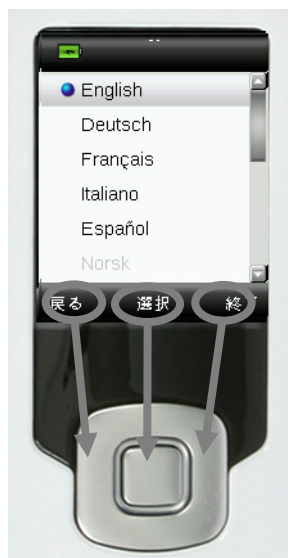 English
Deutsch
Français
Italiano
Español
Norsk
戻る 選択